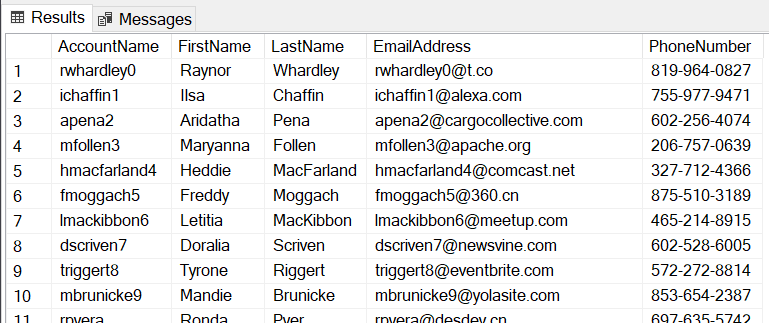 Results Messages
AccountName FirstName LastName EmailAddress PhoneNumber
1 rwhardley0 Raynor Whardley rwhardley0@t.co 819-964-0827
2 ichaffin1 Ilsa Chaffin ichaffin1@alexa.com 755-977-9471
3 apena2 Aridatha Pena apena2@cargocollective.com 602-256-4074
4 mfollen3 Maryanna Follen mfollen3@apache.org 206-757-0639
5 hmacfarland4 Heddie MacFarland hmacfarland4@comcast.net 327-712-4366
6 fmoggach5 Freddy Moggach fmoggach5@360.cn 875-510-3189
7 lmackibbon6 Letitia MacKibbon lmackibbon6@meetup.com 465-214-8915
8 dscriven7 Doralia Scriven dscriven7@newsvine.com 602-528-6005
9 triggert8 Tyrone Riggert triggert8@eventbrite.com 572-272-8814
10 mbrunicke9 Mandie Brunicke mbrunicke9@yolasite.com 853-654-2387
11 Ronda 697-635-5742